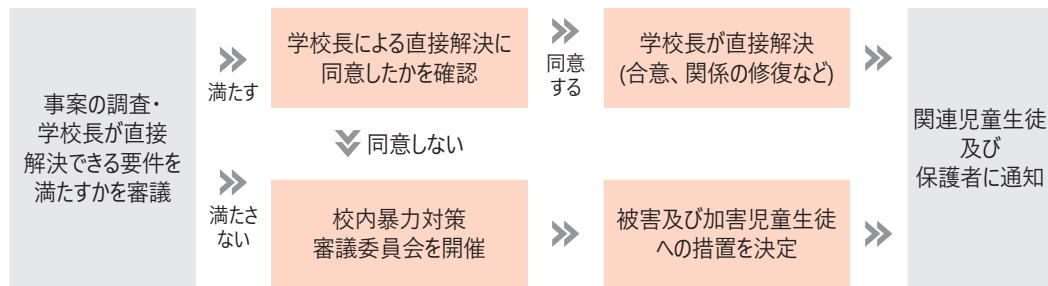 事案の調査・
学校長が直接
解決できる要件を
満たすかを審議
満たす
学校長による直接解決に
同意したかを確認
同意
する
学校長が直接解決
(合意、関係の修復など)
同意しない
満たさ
ない
校内暴力対策
審議委員会を開催
被害及び加害児童生徒
への措置を決定
関連児童生徒
及び
保護者に通知